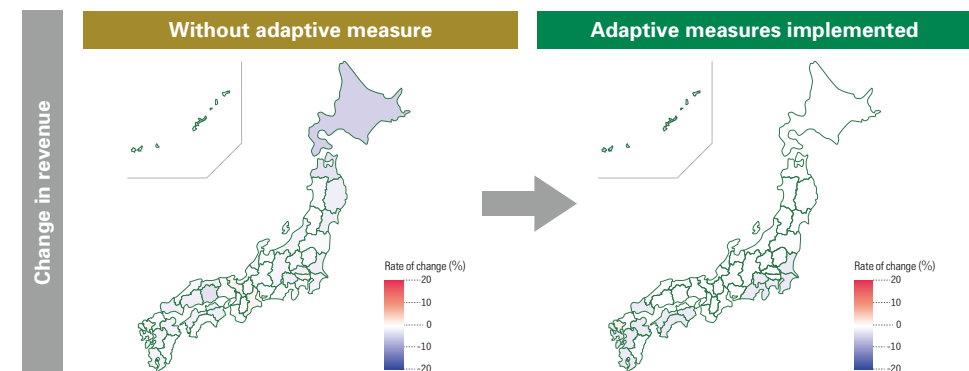 Change in revenue
Without adaptive measure
Adaptive measures implemented
Rate of change (%)
20
10
0
-10
-20
Rate of change (%)
20
10
0
-10
-20